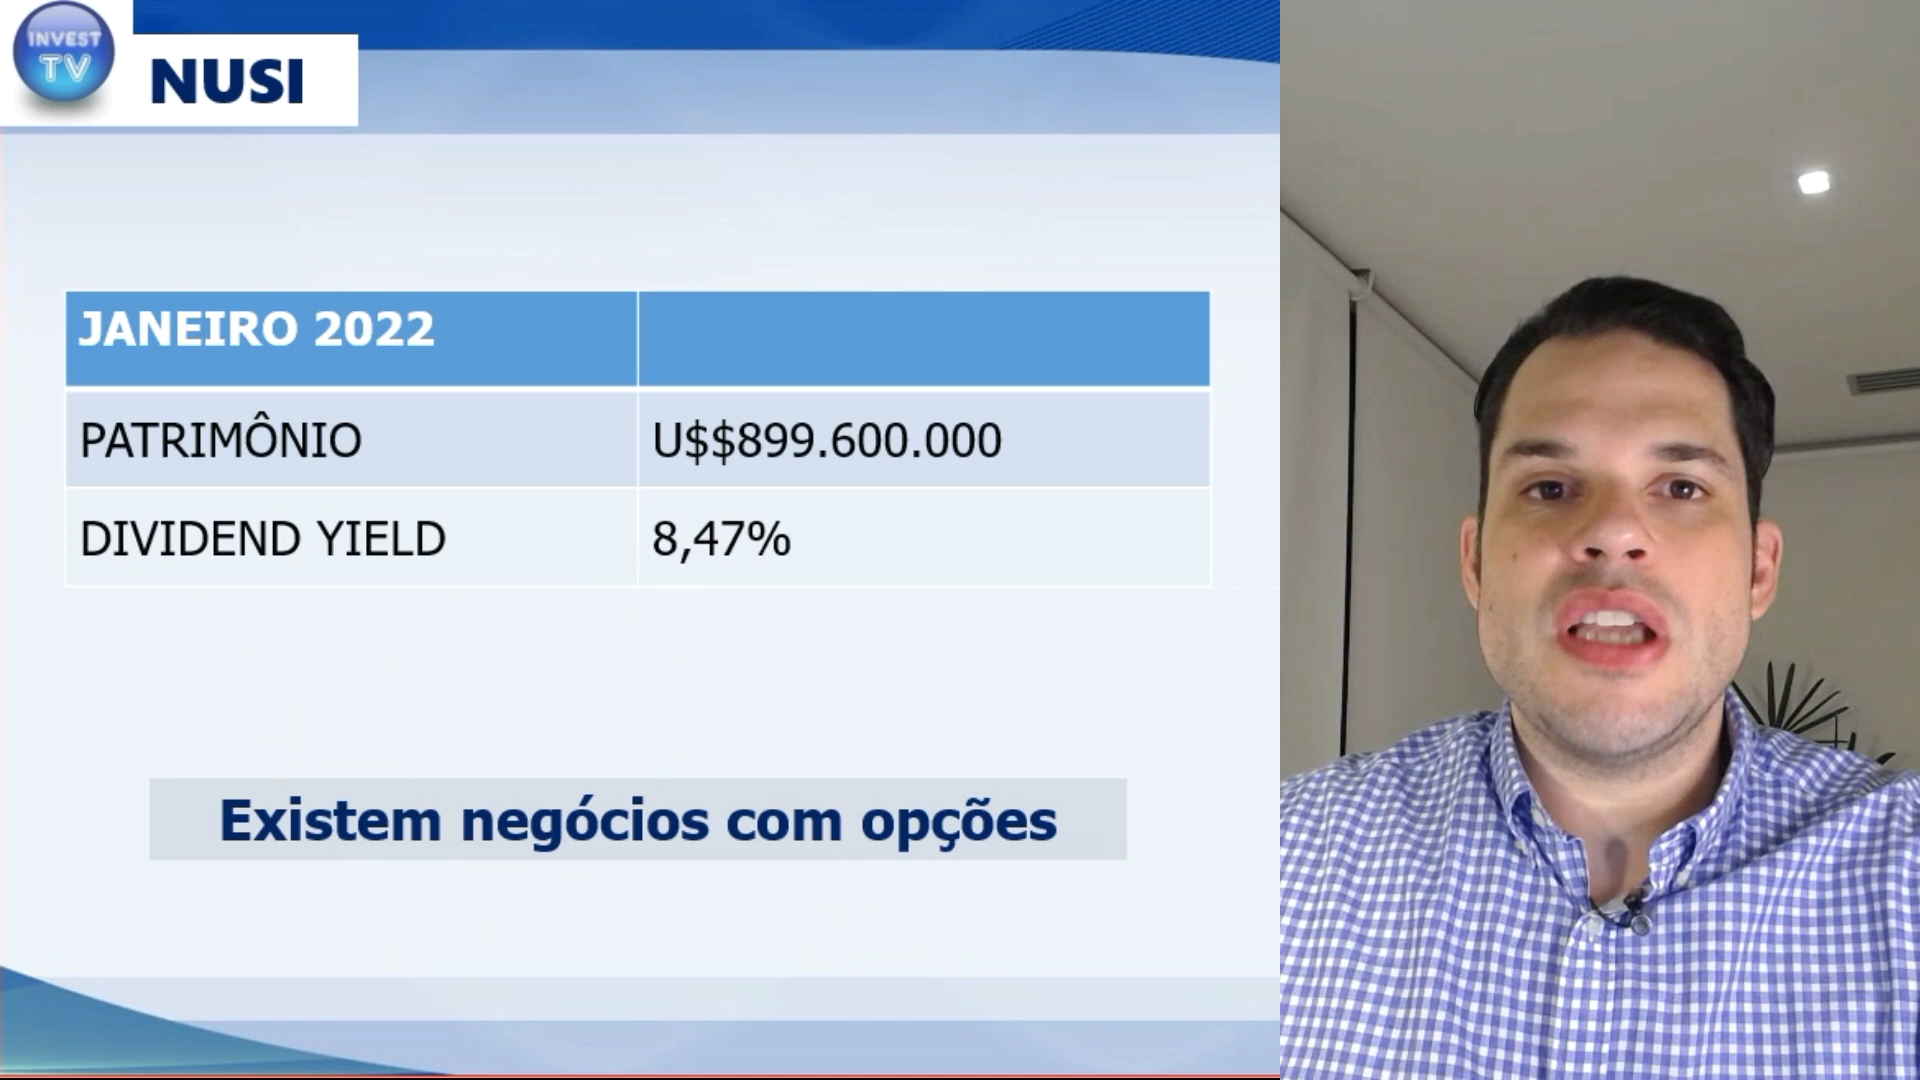 INVEST
TV
NUSI
JANEIRO 2022
PATRIMÔNIO U$$899.600.000
DIVIDEND YIELD 8,47%
Existem negócios com opções